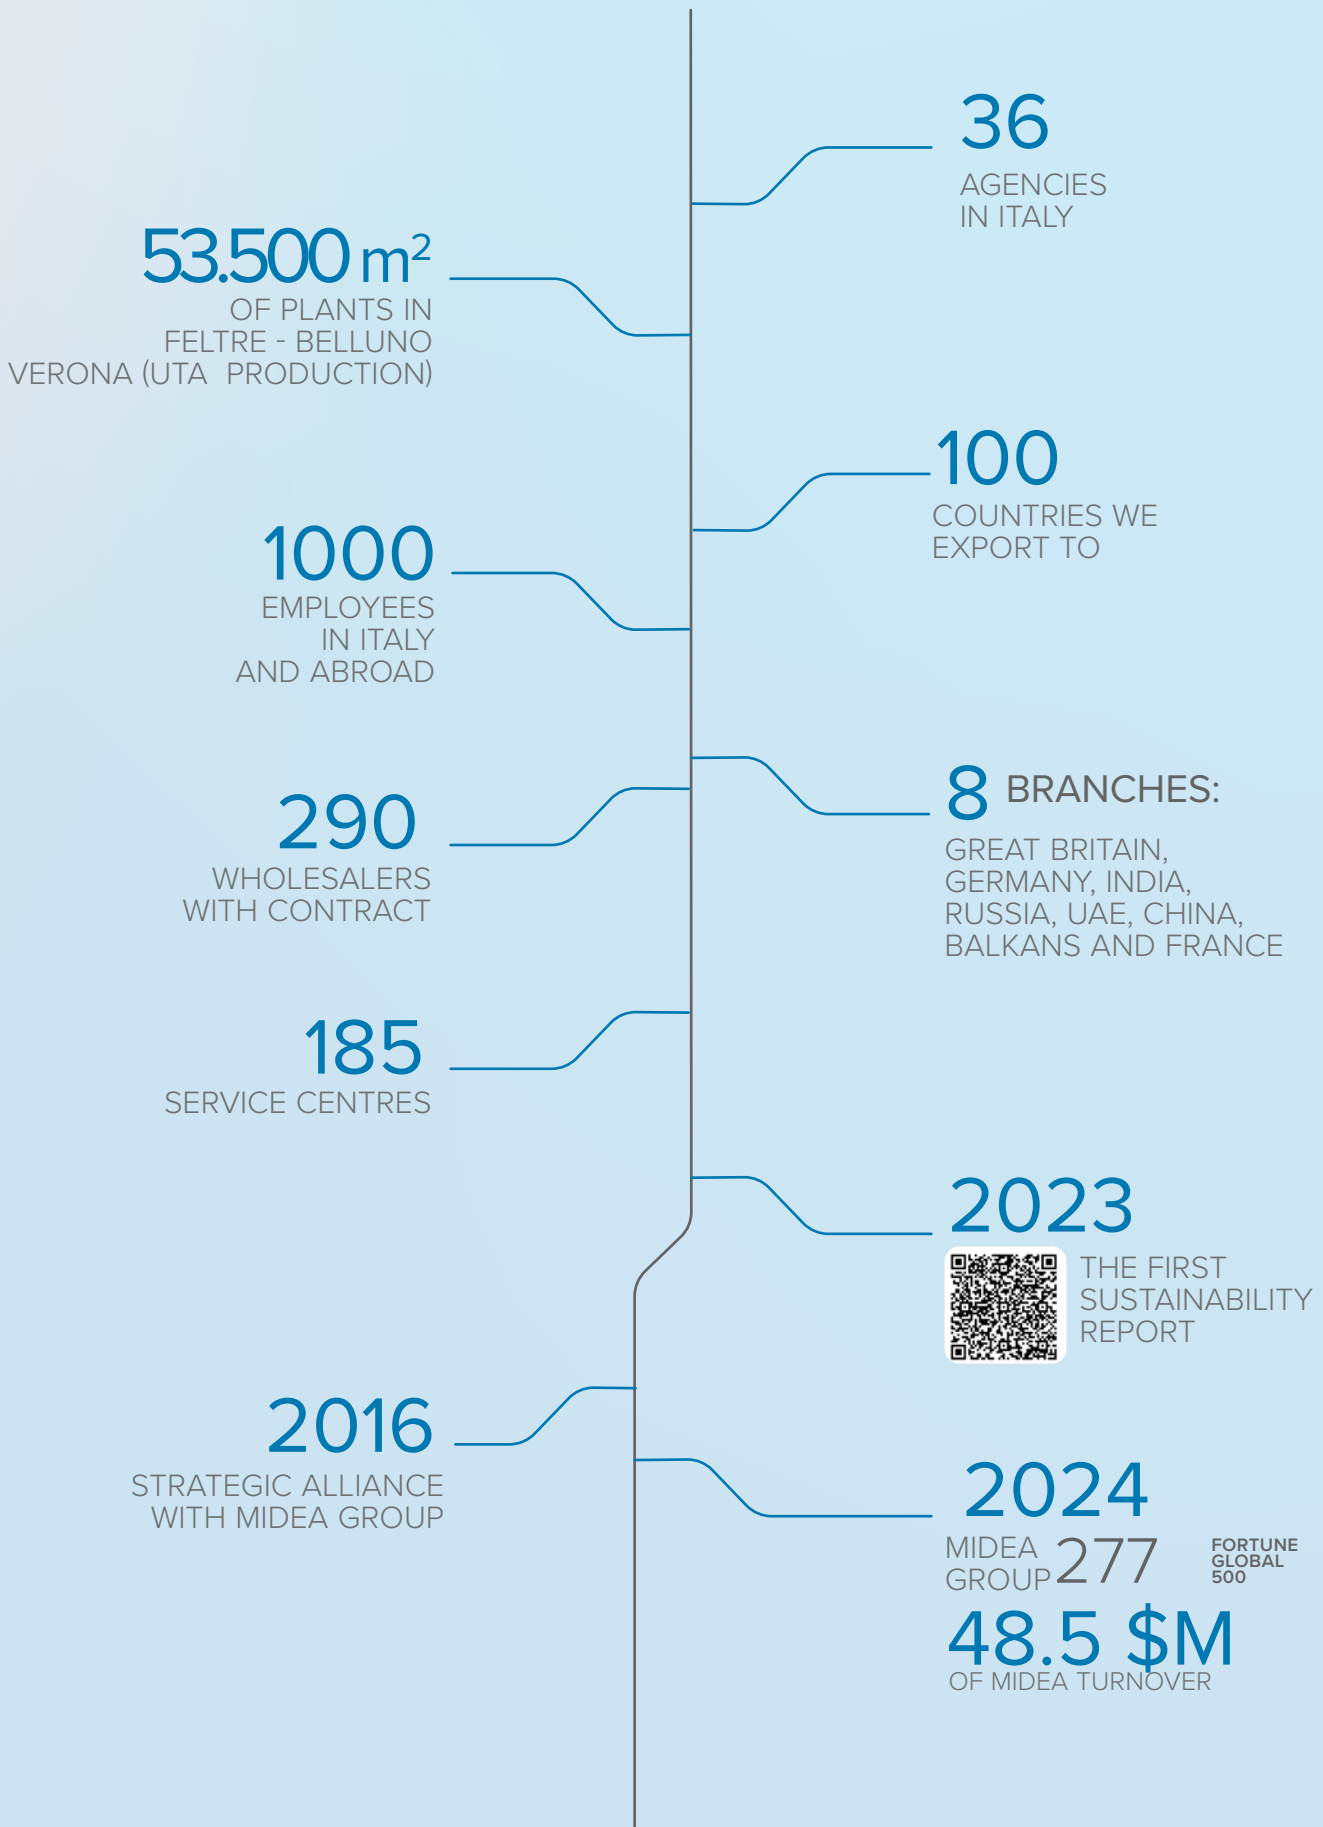 36
AGENCIES
IN ITALY
53.500 m²
OF PLANTS IN
FELTRE - BELLUNO
VERONA (UTA PRODUCTION)
100
COUNTRIES WE
EXPORT TO
1000
EMPLOYEES
IN ITALY
AND ABROAD
8 BRANCHES:
GREAT BRITAIN,
GERMANY, INDIA,
RUSSIA, UAE, CHINA,
BALKANS AND FRANCE
290
WHOLESALERS
WITH CONTRACT
185
SERVICE CENTRES
2023
THE FIRST
SUSTAINABILITY
REPORT
2016
STRATEGIC ALLIANCE
WITH MIDEA GROUP
2024
MIDEA
GROUP 277
FORTUNE
GLOBAL
500
48.5 $M
OF MIDEA TURNOVER